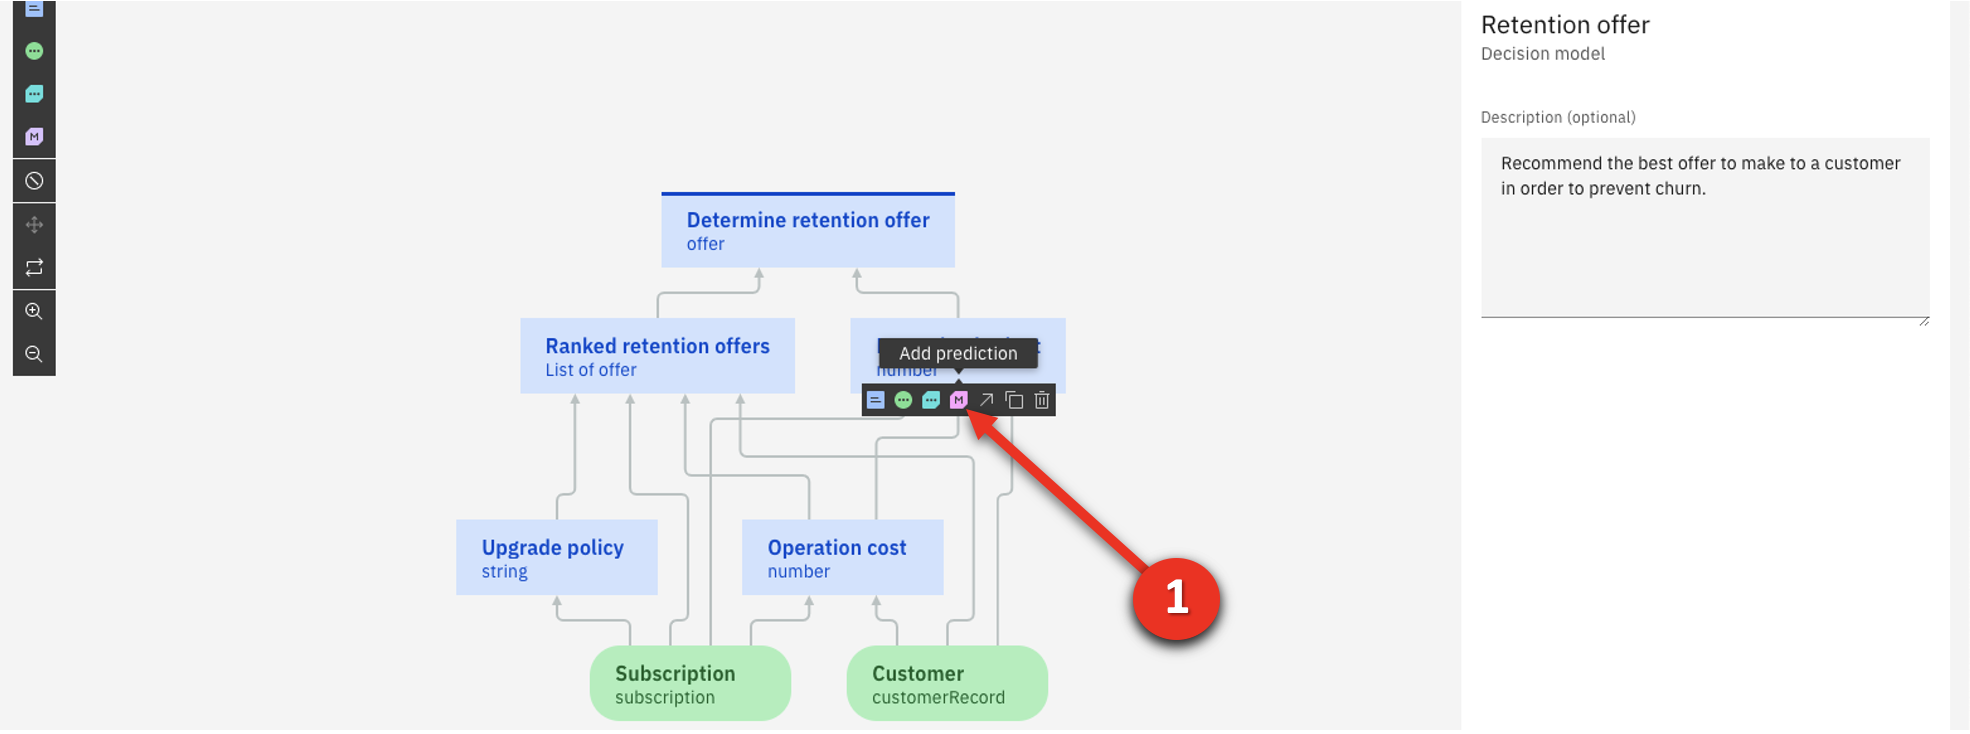 Retention offer
Decision model
Description (optional)
Recommend the best offer to make to a customer
in order to prevent churn.
M
Determine retention offer
offer
Ranked retention offers
List of offer
Add prediction
number
M
Upgrade policy
string
Operation cost
number
1
Subscription
subscription
Customer
customerRecord